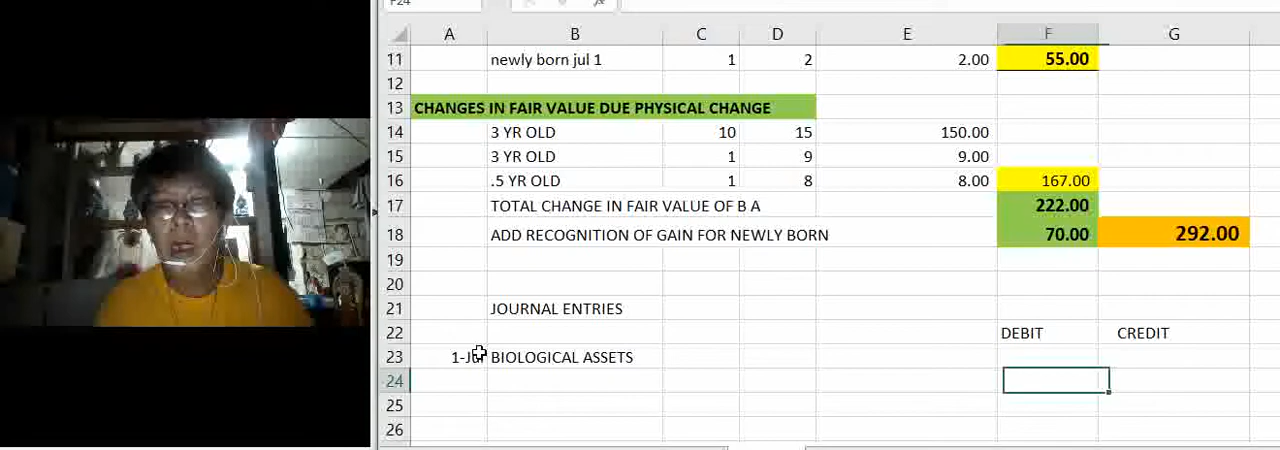 F24 fx
A B C D E F G
11 newly born jul 1 1 2 2.00 55.00
12
13 CHANGES IN FAIR VALUE DUE PHYSICAL CHANGE
14 3 YR OLD 10 15 150.00
15 3 YR OLD 1 9 9.00
16 .5 YR OLD 1 8 8.00 167.00
17 TOTAL CHANGE IN FAIR VALUE OF B A 222.00
18 ADD RECOGNITION OF GAIN FOR NEWLY BORN 70.00 292.00
19
20
21 JOURNAL ENTRIES
22 DEBIT CREDIT
23 BIOLOGICAL ASSETS
24
25
26